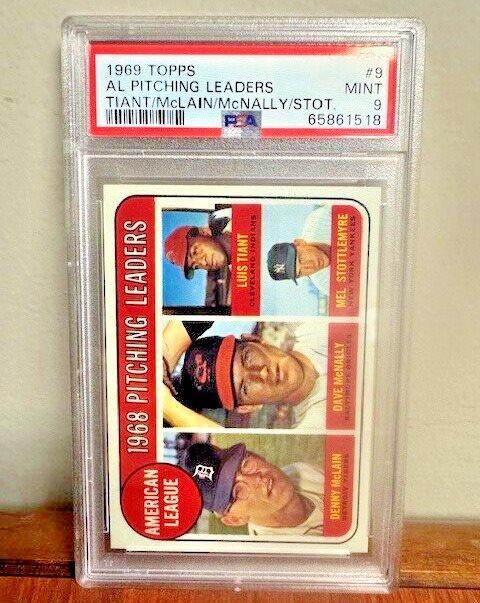 1969 TOPPS #9
AL PITCHING LEADERS MINT
TIANT/McLAIN/McNALLY/STOT. 9
PSA 65861518
1968 PITCHING LEADERS
AMERICAN
LEAGUE
LUIS TIANT
CLEVELAND INDIANS
MEL STOTTLEMYRE
NEW YORK YANKEES
DAVE McNALLY
DENNY McLAIN